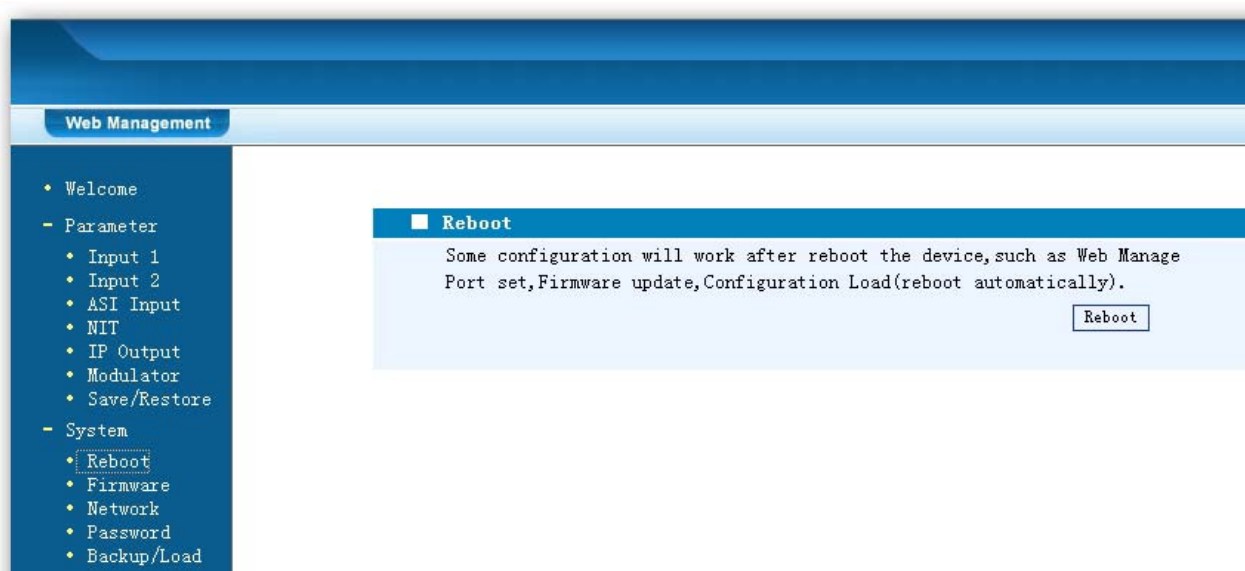 Web Management
Welcome
Parameter
Input 1
Input 2
ASI Input
NIT
IP Output
Modulator
Save/Restore
System
Reboot
Firmware
Network
Password
Backup/Load
Reboot
Some configuration will work after reboot the device,such as Web Manage
Port set,Firmware update,Configuration Load(reboot automatically).
Reboot